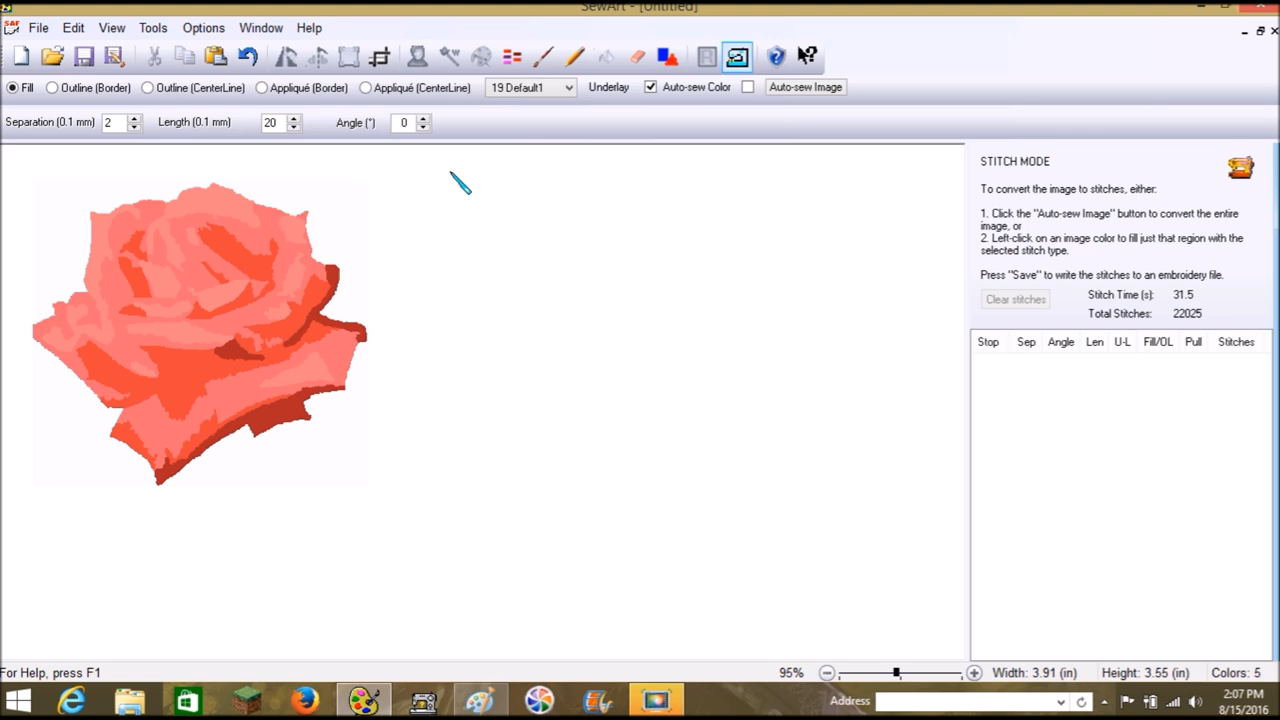 SewArt - [Untitled]
File Edit View Tools Options Window Help
Fill Outline (Border) Outline (CenterLine) Appliqué (Border) Appliqué (CenterLine) 19 Default1 Underlay Auto-sew Color Auto-sew Image
Separation (0.1 mm) 2 Length (0.1 mm) 20 Angle (°) 0
STITCH MODE
To convert the image to stitches, either:
1. Click the "Auto-sew Image" button to convert the entire
image, or
2. Left-click on an image color to fill just that region with the
selected stitch type.
Press "Save" to write the stitches to an embroidery file.
Clear stitches Stitch Time (s): 31.5
Total Stitches: 22025
Stop Sep Angle Len U-L Fill/OL Pull Stitches
For Help, press F1 95% Width: 3.91 (in) Height: 3.55 (in) Colors: 5
Address 2:07 PM
8/15/2016